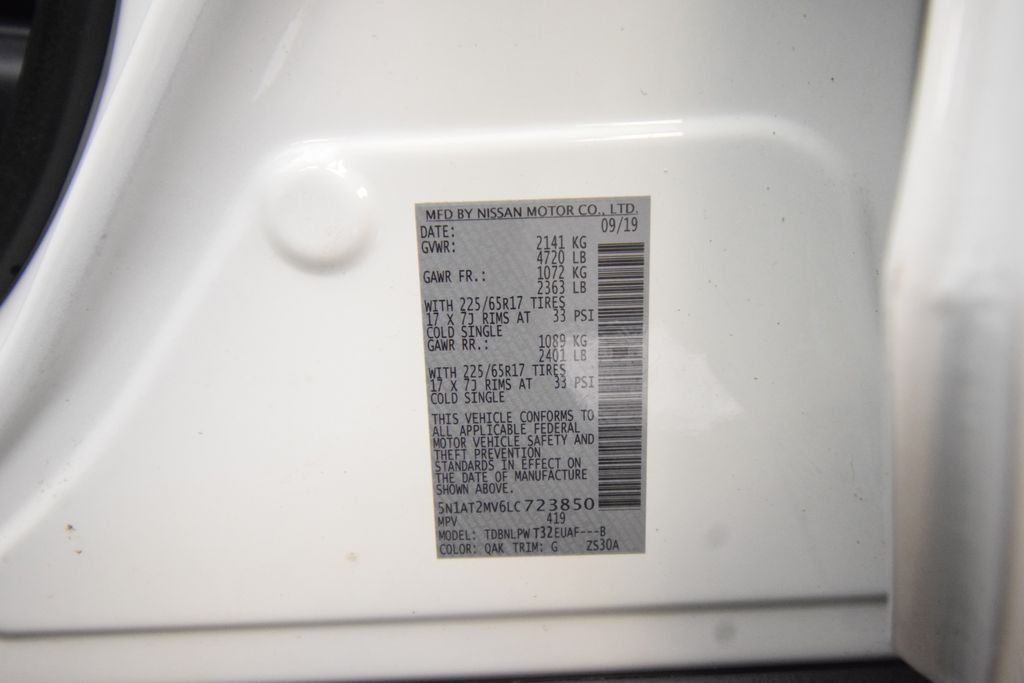 MFD BY NISSAN MOTOR CO., LTD.
DATE: 09/19
GVWR: 2141 KG
4720 LB
GAWR FR.: 1072 KG
2363 LB
WITH 225/65R17 TIRES
17 X 7J RIMS AT 33 PSI
COLD SINGLE
GAWR RR.: 1089 KG
2401 LB
WITH 225/65R17 TIRES
17 X 7J RIMS AT 33 PSI
COLD SINGLE
THIS VEHICLE CONFORMS TO
ALL APPLICABLE FEDERAL
MOTOR VEHICLE SAFETY AND
THEFT PREVENTION
STANDARDS IN EFFECT ON
THE DATE OF MANUFACTURE
SHOWN ABOVE.
5N1AT2MV6LC723850
MPV 419
MODEL: TDBNLPW T32EUAF---B
COLOR: QAK TRIM: G ZS30A